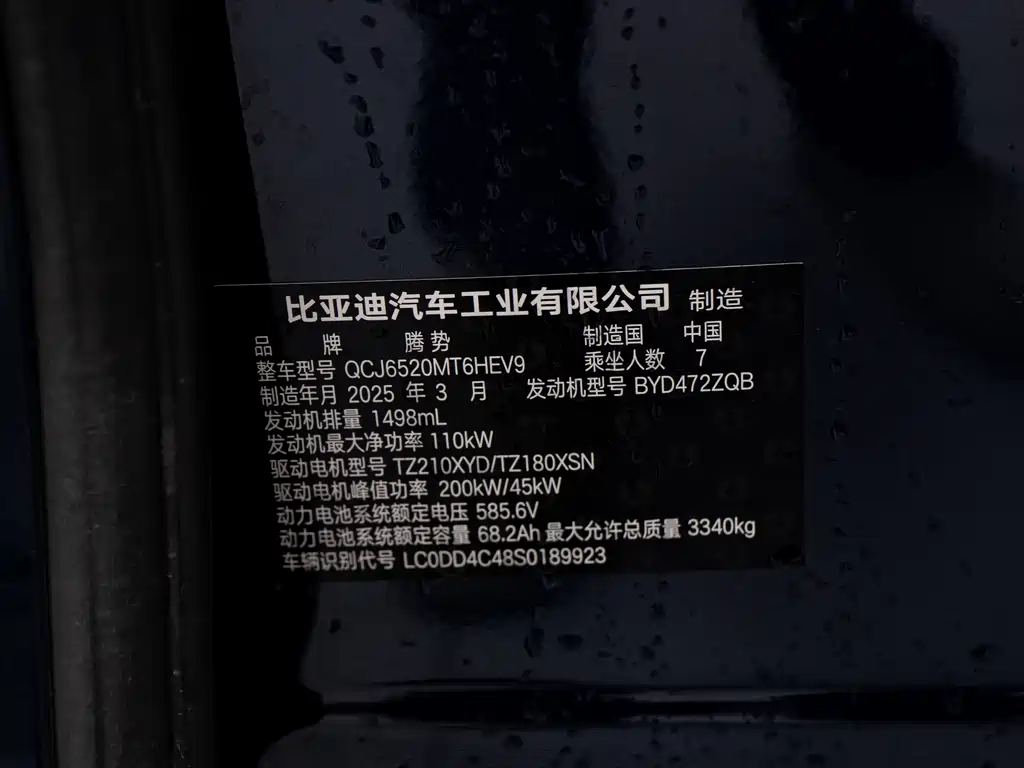 比亚迪汽车工业有限公司 制造
品 牌 腾势 制造国 中国
整车型号 QCJ6520MT6HEV9 乘坐人数 7
制造年月 2025 年 3 月 发动机型号 BYD472ZQB
发动机排量 1498mL
发动机最大净功率 110kW
驱动电机型号 TZ210XYD/TZ180XSN
驱动电机峰值功率 200kW/45kW
动力电池系统额定电压 585.6V
动力电池系统额定容量 68.2Ah 最大允许总质量 3340kg
车辆识别代号 LC0DD4C48S0189923